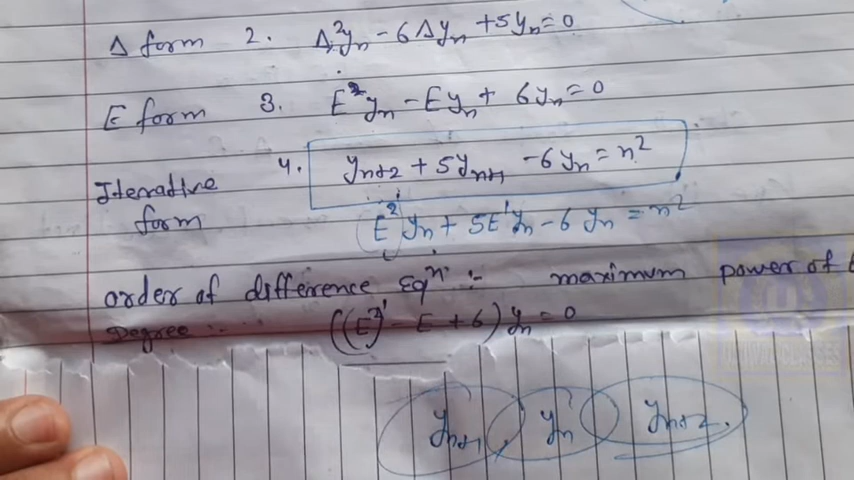 Δ form 2. Δ²yₙ - 6Δyₙ + 5yₙ = 0
E form 3. E²yₙ - Eyₙ + 6yₙ = 0
Iterative form 4. yₙ₊₂ + 5yₙ₊₁ - 6yₙ = n²
E²yₙ + 5E¹yₙ - 6yₙ = n²
order of difference Eqⁿ :- maximum power of
Degree :- ((E²)¹ - E + 6) yₙ = 0
yₙ₊₁, yₙ yₙ₊₂.